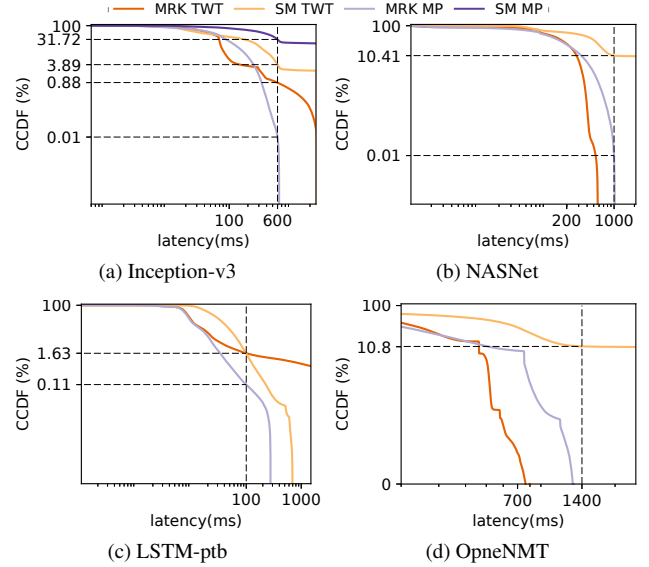 MRK TWT SM TWT MRK MP SM MP
CCDF (%)
100
31.72
3.89
0.88
0.01
100 600
latency(ms)
(a) Inception-v3
CCDF (%)
100
10.41
0.01
200 1000
latency(ms)
(b) NASNet
CCDF (%)
100
1.63
0.11
100 1000
latency(ms)
(c) LSTM-ptb
CCDF (%)
100
10.8
0
100 700 1400
latency(ms)
(d) OpneNMT